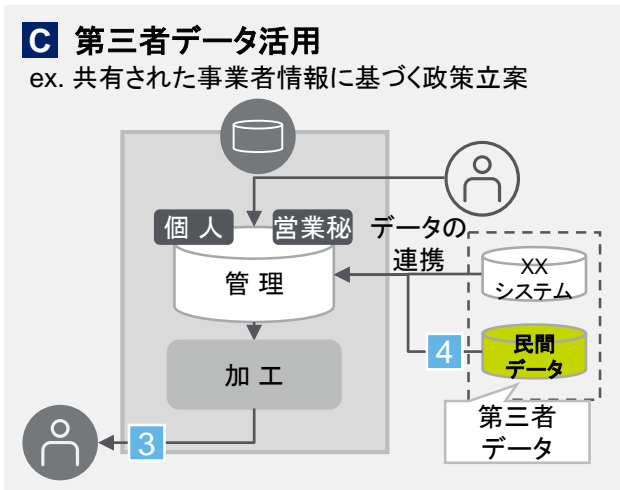 C 第三者データ活用
ex. 共有された事業者情報に基づく政策立案
個 人
営業秘
データの
連携
管 理
XX
システム
4
民間
データ
加 工
第三者
データ
3